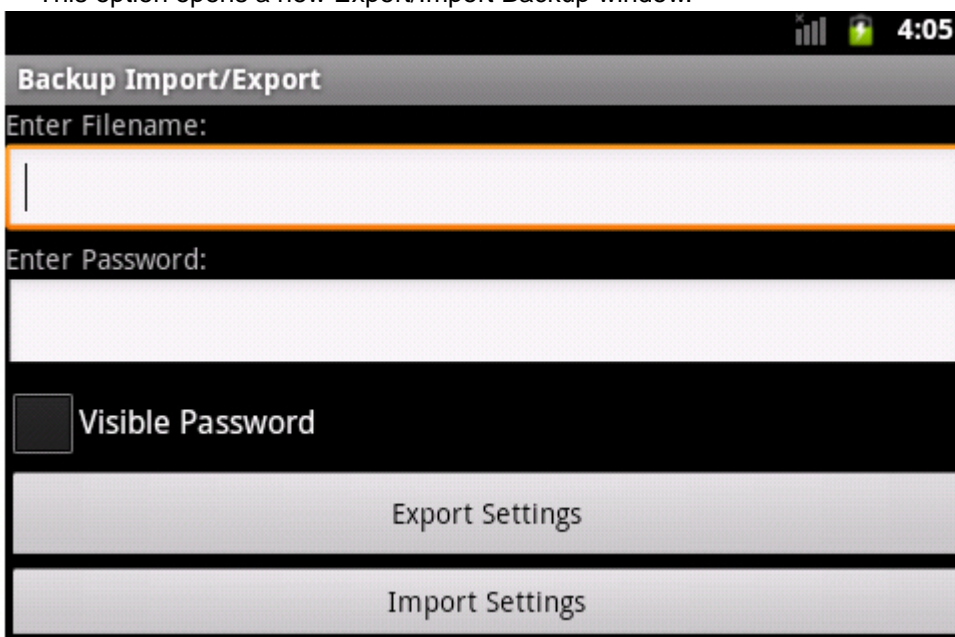 This option opens a new Export/Import Backup window.
4:05
Backup Import/Export
Enter Filename:
Enter Password:
Visible Password
Export Settings
Import Settings